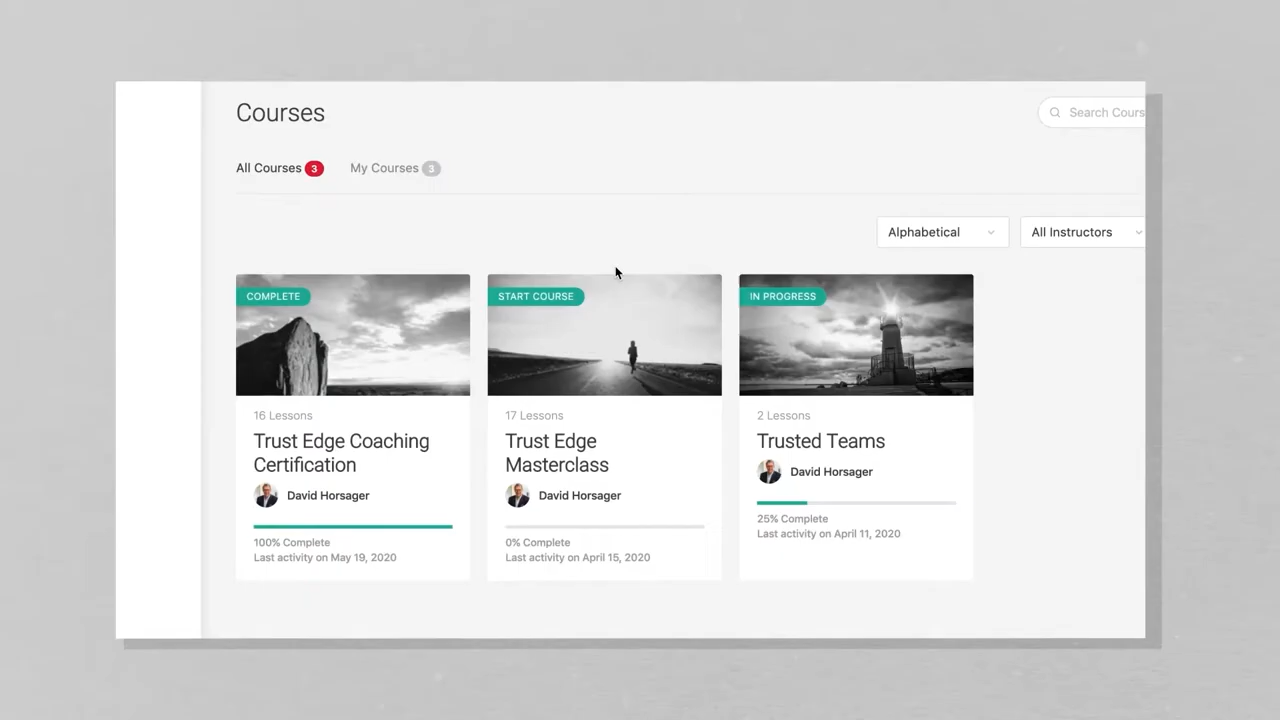 Courses
Search Cours
All Courses 3
My Courses 3
Alphabetical
All Instructors
COMPLETE
16 Lessons
Trust Edge Coaching
Certification
David Horsager
100% Complete
Last activity on May 19, 2020
START COURSE
17 Lessons
Trust Edge
Masterclass
David Horsager
0% Complete
Last activity on April 15, 2020
IN PROGRESS
2 Lessons
Trusted Teams
David Horsager
25% Complete
Last activity on April 11, 2020